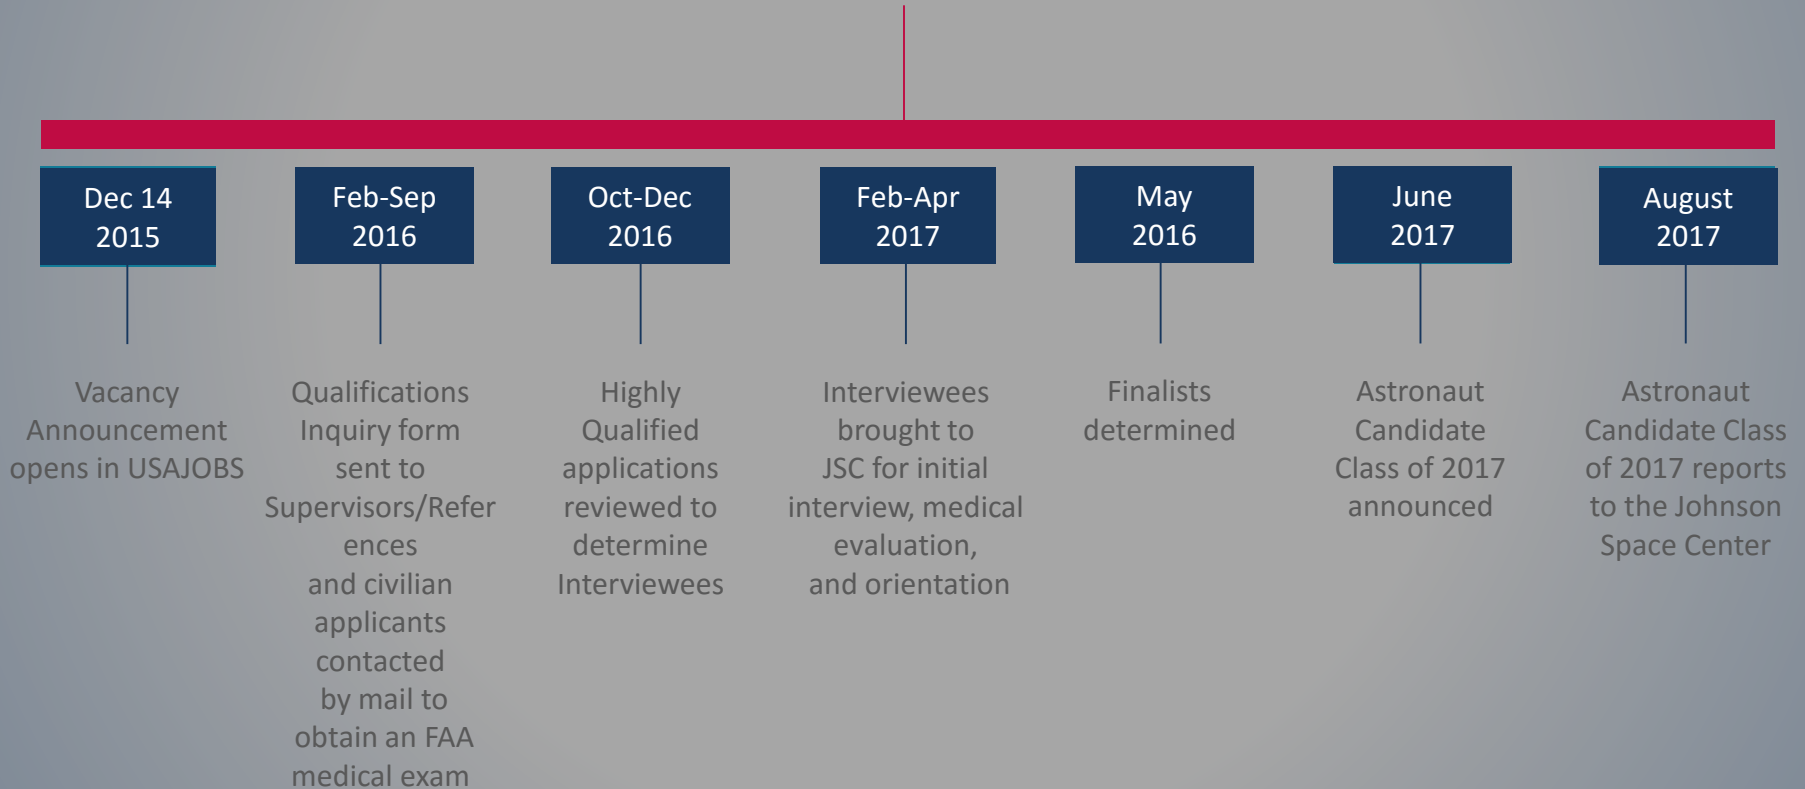 Dec 14
2015
Feb-Sep
2016
Oct-Dec
2016
Feb-Apr
2017
May
2016
June
2017
August
2017
Vacancy
Announcement
opens in USAJOBS
Qualifications
Inquiry form
sent to
Supervisors/Refer
ences
and civilian
applicants
contacted
by mail to
obtain an FAA
medical exam
Highly
Qualified
applications
reviewed to
determine
Interviewees
Interviewees
brought to
JSC for initial
interview, medical
evaluation,
and orientation
Finalists
determined
Astronaut
Candidate
Class of 2017
announced
Astronaut
Candidate Class
of 2017 reports
to the Johnson
Space Center